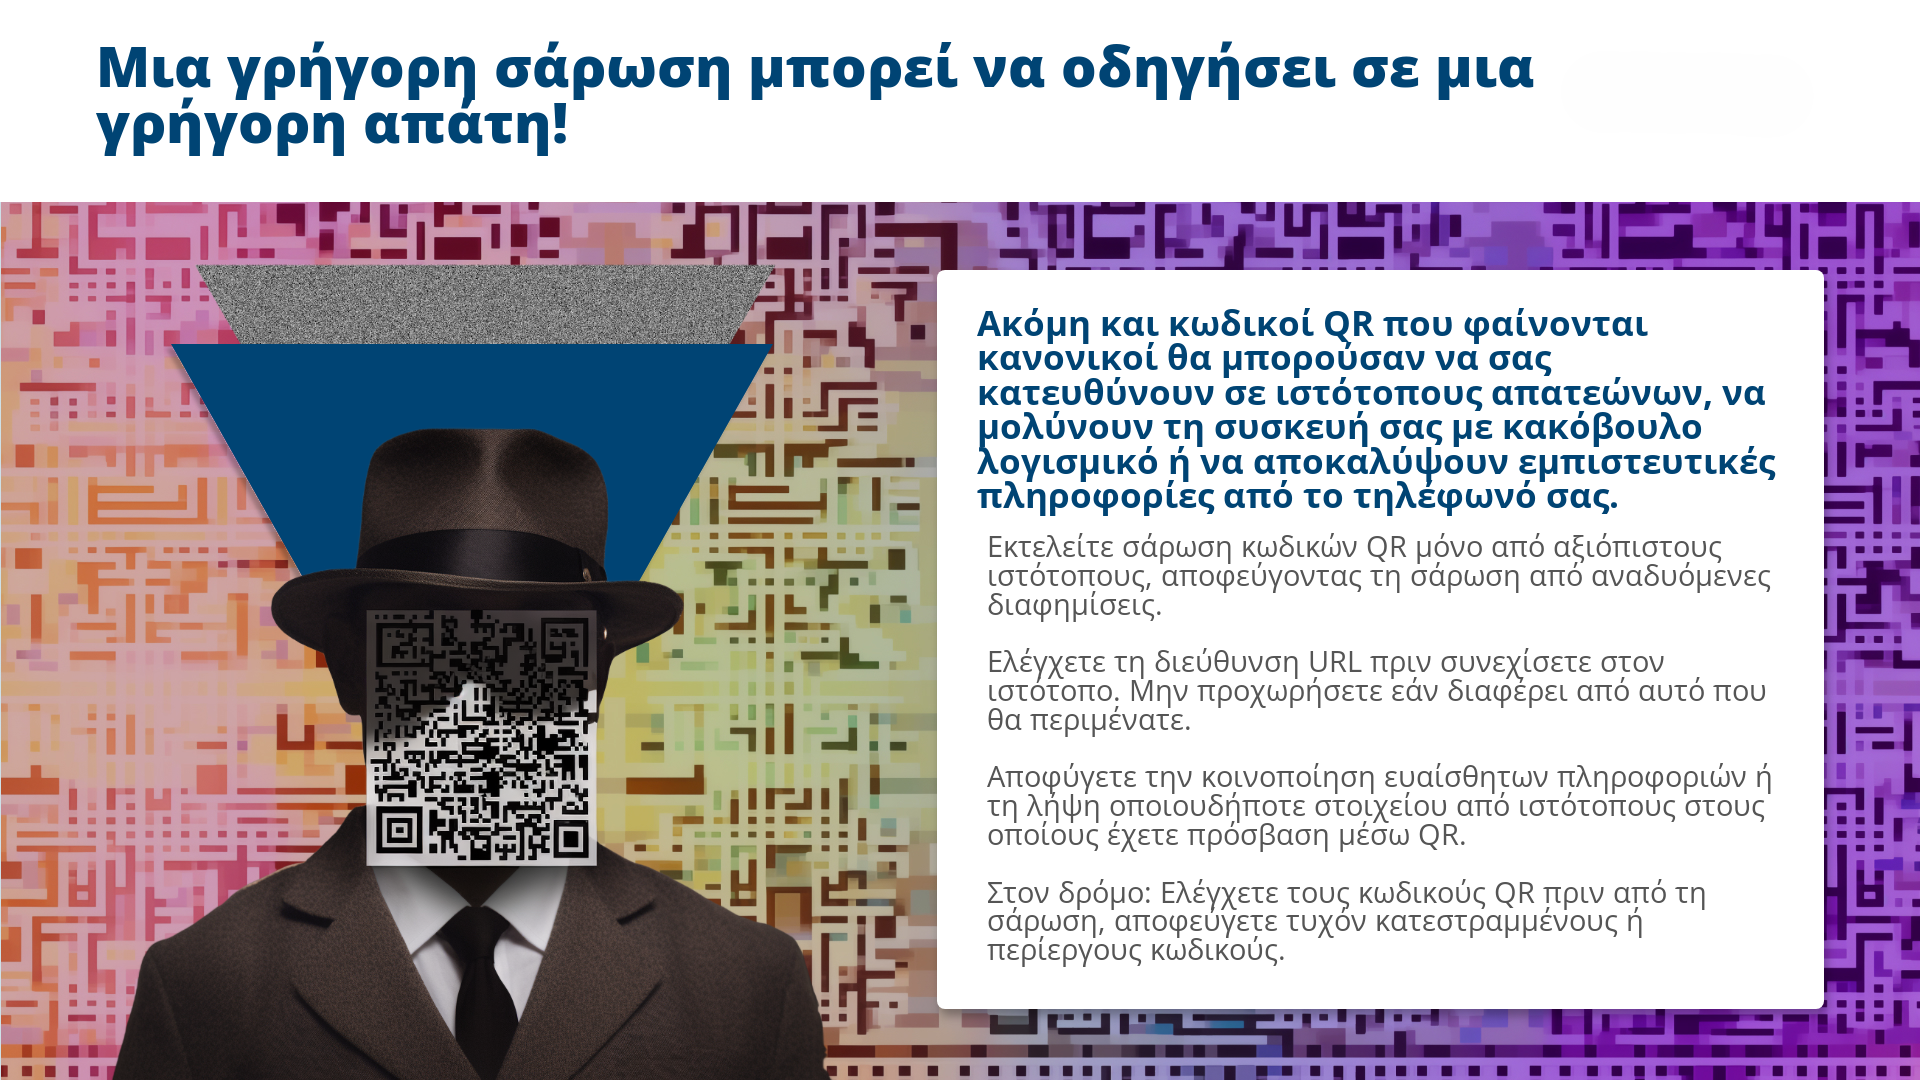 Μια γρήγορη σάρωση μπορεί να οδηγήσει σε μια
γρήγορη απάτη!
Ακόμη και κωδικοί QR που φαίνονται
κανονικοί θα μπορούσαν να σας
κατευθύνουν σε ιστότοπους απατεώνων, να
μολύνουν τη συσκευή σας με κακόβουλο
λογισμικό ή να αποκαλύψουν εμπιστευτικές
πληροφορίες από το τηλέφωνό σας.
Εκτελείτε σάρωση κωδικών QR μόνο από αξιόπιστους
ιστότοπους, αποφεύγοντας τη σάρωση από αναδυόμενες
διαφημίσεις.
Ελέγχετε τη διεύθυνση URL πριν συνεχίσετε στον
ιστότοπο. Μην προχωρήσετε εάν διαφέρει από αυτό που
θα περιμένατε.
Αποφύγετε την κοινοποίηση ευαίσθητων πληροφοριών ή
τη λήψη οποιουδήποτε στοιχείου από ιστότοπους στους
οποίους έχετε πρόσβαση μέσω QR.
Στον δρόμο: Ελέγχετε τους κωδικούς QR πριν από τη
σάρωση, αποφεύγετε τυχόν κατεστραμμένους ή
περίεργους κωδικούς.